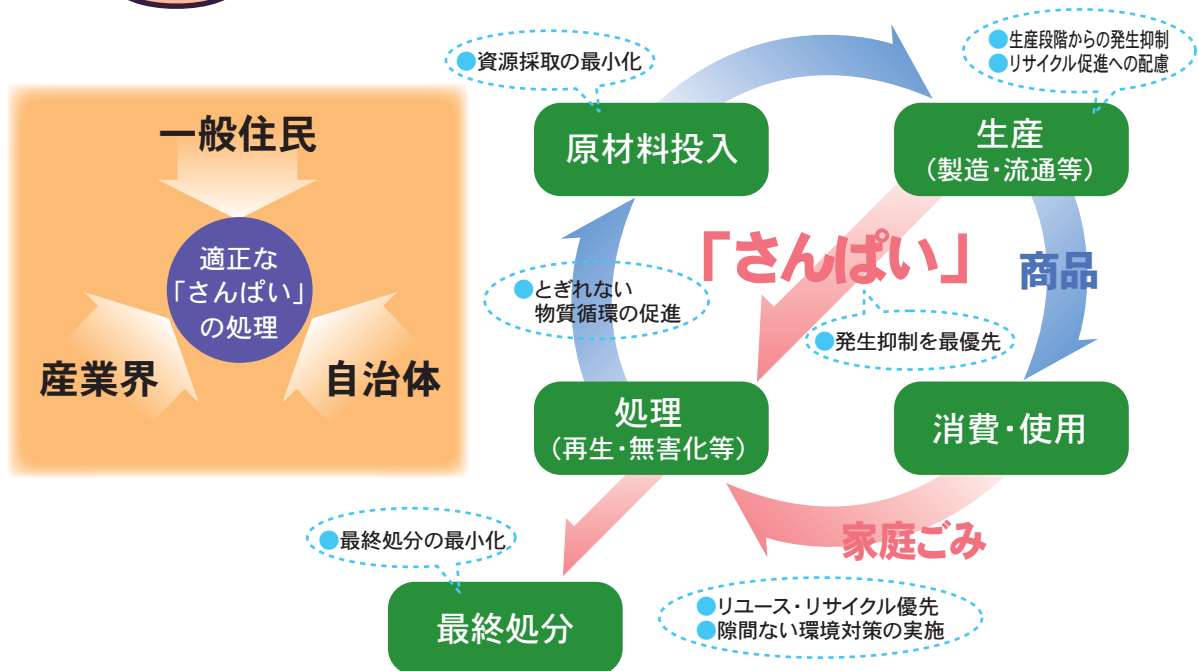 一般住民
適正な
「さんぱい」
の処理
産業界
自治体
●資源採取の最小化
●生産段階からの発生抑制
●リサイクル促進への配慮
原材料投入
生産
（製造・流通等）
「さんぱい」
商品
●とぎれない
物質循環の促進
●発生抑制を最優先
処理
（再生・無害化等）
消費・使用
家庭ごみ
●最終処分の最小化
最終処分
●リユース・リサイクル優先
●隙間ない環境対策の実施